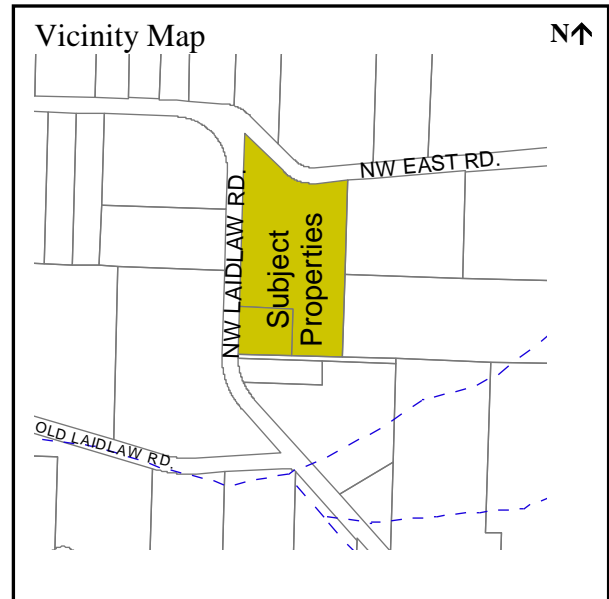 Vicinity Map
N↑
NW EAST RD.
NW LAIDLAW RD.
Subject
Properties
OLD LAIDLAW RD.